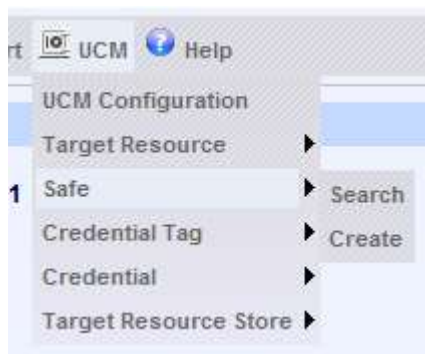 rt UCM Help
UCM Configuration
Target Resource
1 Safe Search
Credential Tag Create
Credential
Target Resource Store